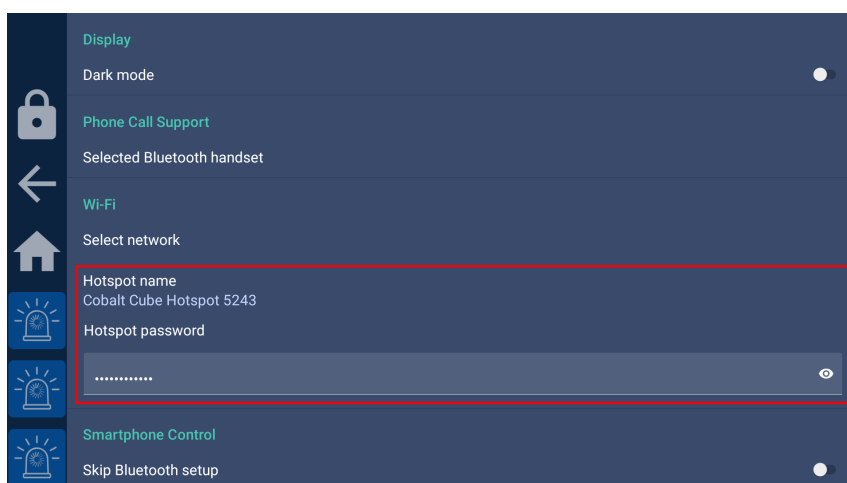 Display
Dark mode
Phone Call Support
Selected Bluetooth handset
Wi-Fi
Select network
Hotspot name
Cobalt Cube Hotspot 5243
Hotspot password
............
Smartphone Control
Skip Bluetooth setup